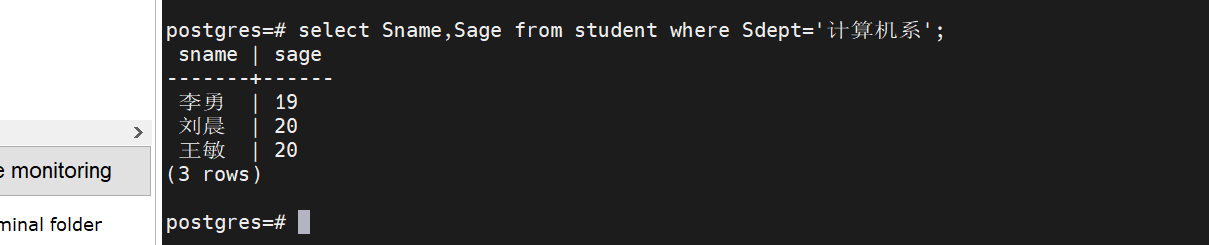 postgres=# select Sname,Sage from student where Sdept='计算机系';
sname | sage
-------+------
李勇 | 19
刘晨 | 20
王敏 | 20
(3 rows)
postgres=#
e monitoring
minal folder